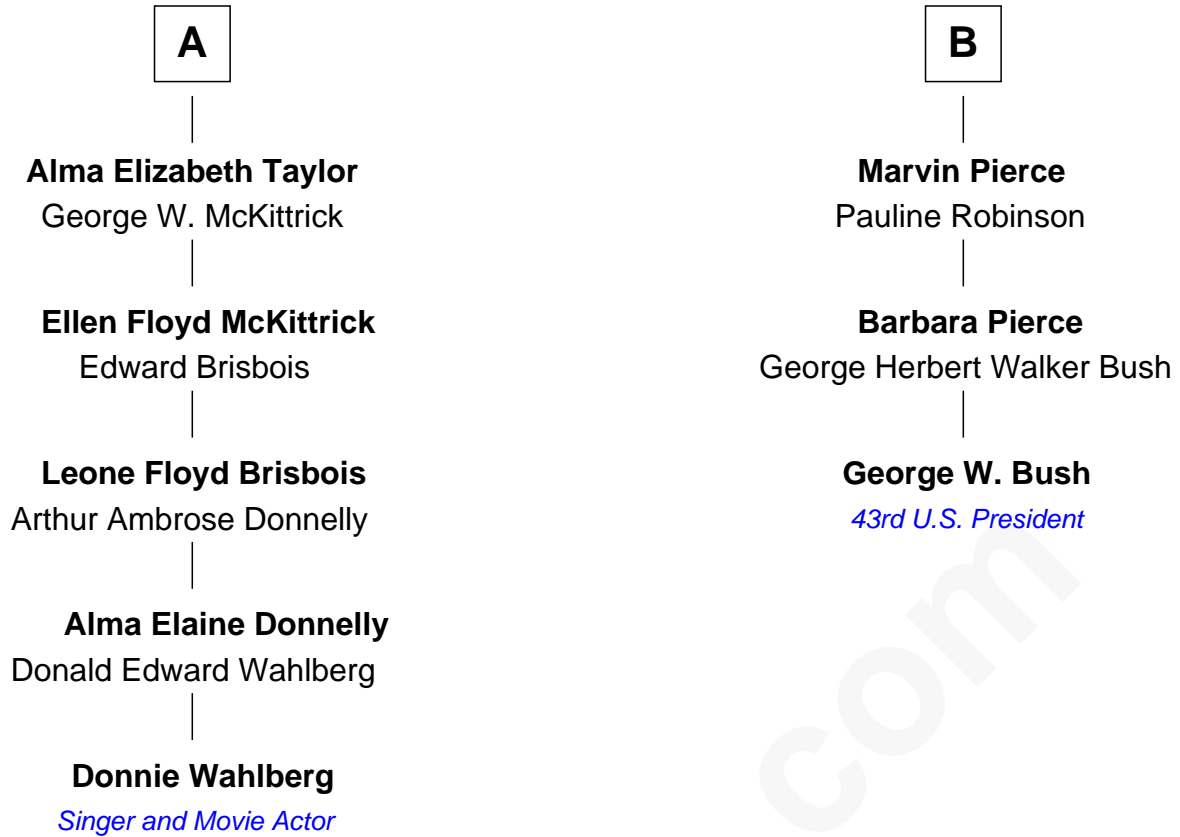 A
Alma Elizabeth Taylor
George W. McKittrick
Ellen Floyd McKittrick
Edward Brisbois
Leone Floyd Brisbois
Arthur Ambrose Donnelly
Alma Elaine Donnelly
Donald Edward Wahlberg
Donnie Wahlberg
Singer and Movie Actor
B
Marvin Pierce
Pauline Robinson
Barbara Pierce
George Herbert Walker Bush
George W. Bush
43rd U.S. President
com